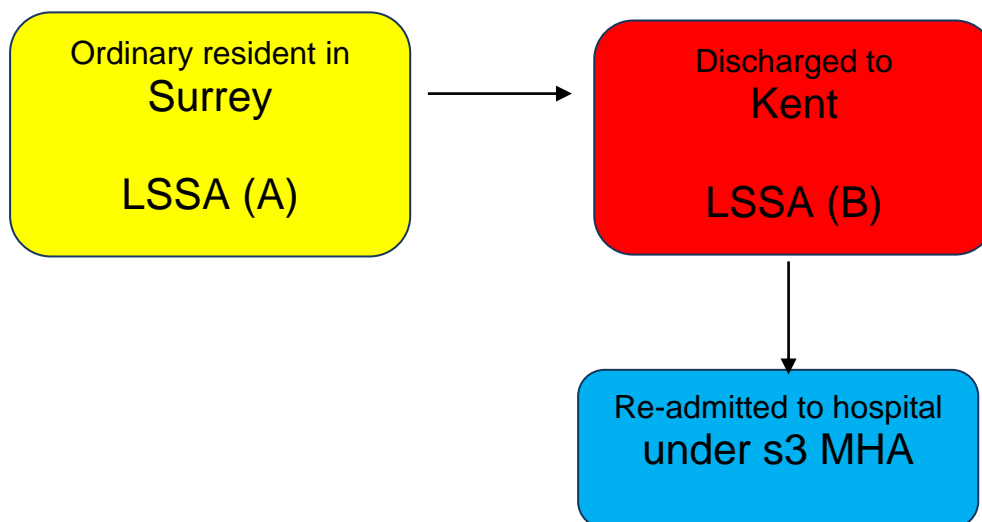 Ordinary resident in
Surrey
LSSA (A)
Discharged to
Kent
LSSA (B)
Re-admitted to hospital
under s3 MHA